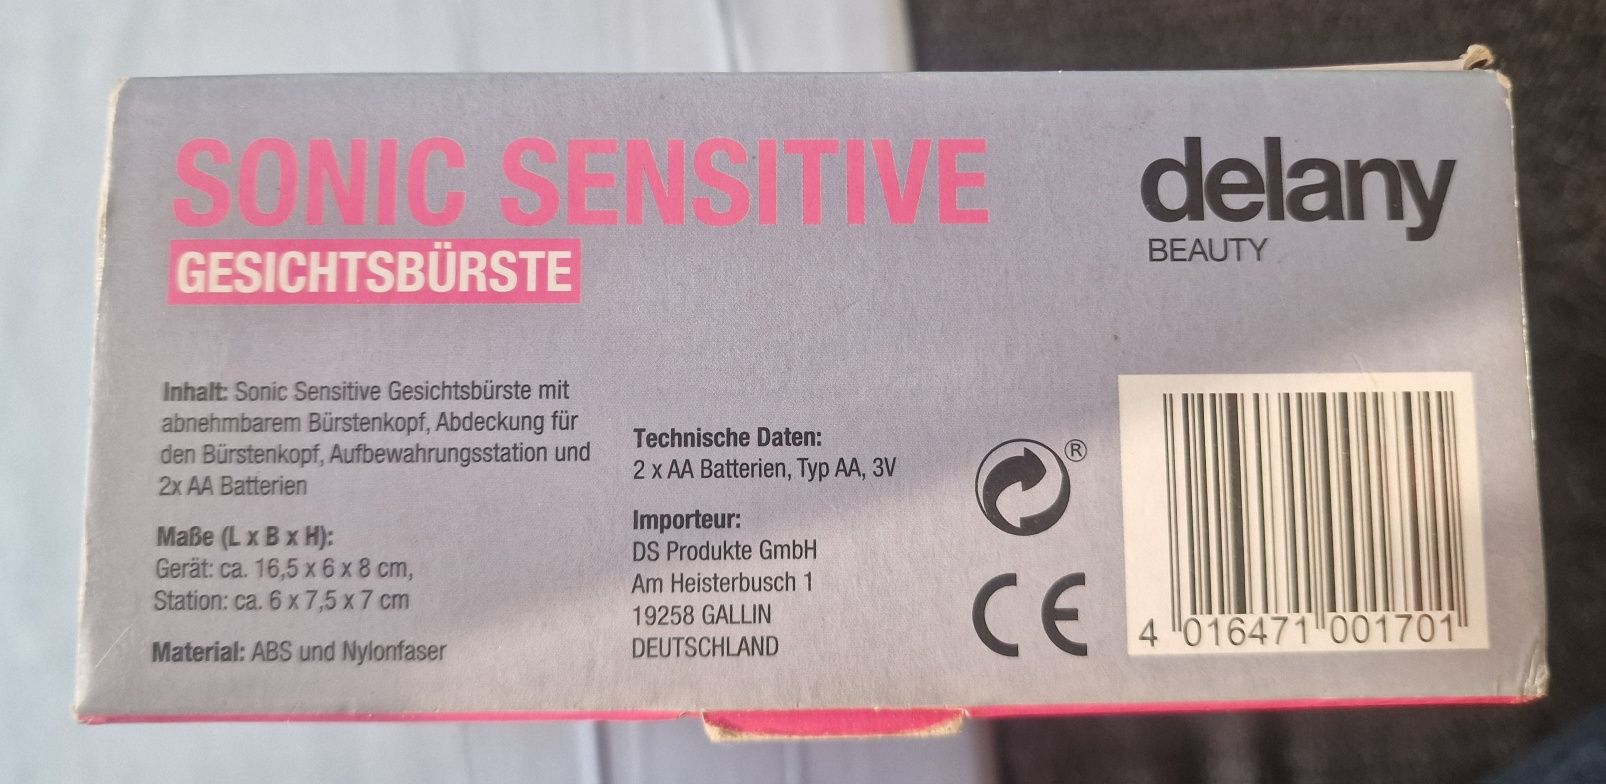 SONIC SENSITIVE
GESICHTSBÜRSTE
delany
BEAUTY
Inhalt: Sonic Sensitive Gesichtsbürste mit
abnehmbarem Bürstenkopf, Abdeckung für
den Bürstenkopf, Aufbewahrungsstation und
2x AA Batterien
Maße (L x B x H):
Gerät: ca. 16,5 x 6 x 8 cm,
Station: ca. 6 x 7,5 x 7 cm
Material: ABS und Nylonfaser
Technische Daten:
2 x AA Batterien, Typ AA, 3V
Importeur:
DS Produkte GmbH
Am Heisterbusch 1
19258 GALLIN
DEUTSCHLAND
®
CE
4 016471 001701